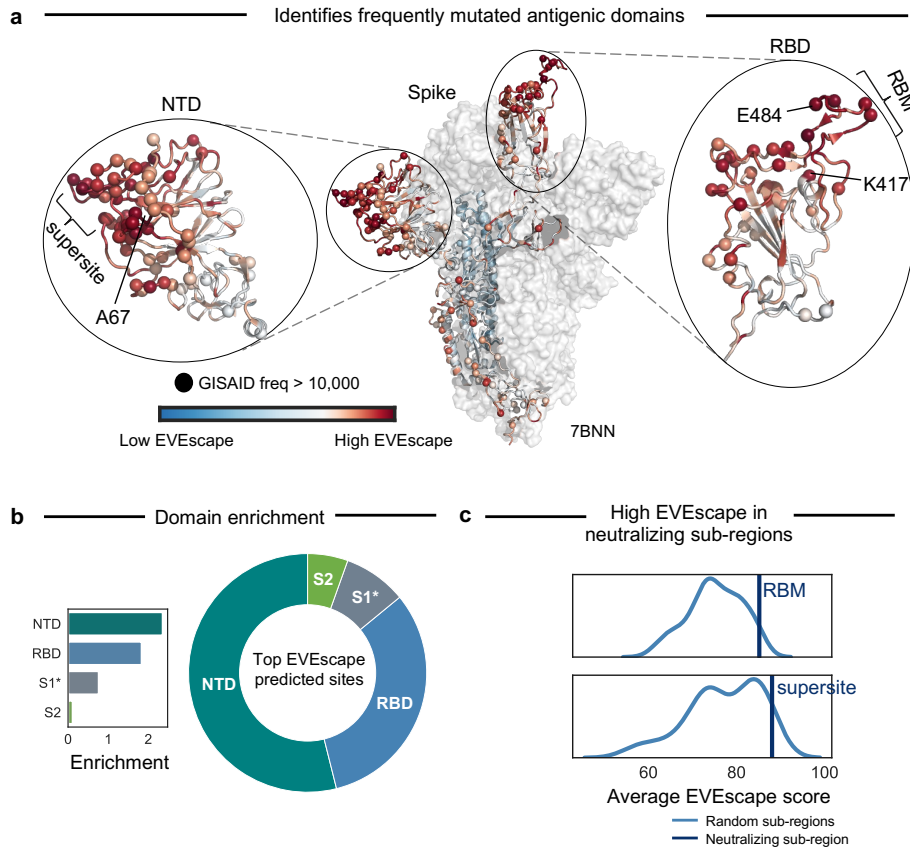 a
Identifies frequently mutated antigenic domains
NTD
supersite
A67
Spike
RBD
RBM
E484
K417
GISAID freq > 10,000
Low EVEscape
High EVEscape
7BNN
b
Domain enrichment
NTD
RBD
S1*
S2
0
1
2
Enrichment
S2
S1*
RBD
NTD
Top EVEscape
predicted sites
c
High EVEscape in
neutralizing sub-regions
RBM
supersite
60
80
100
Average EVEscape score
Random sub-regions
Neutralizing sub-region